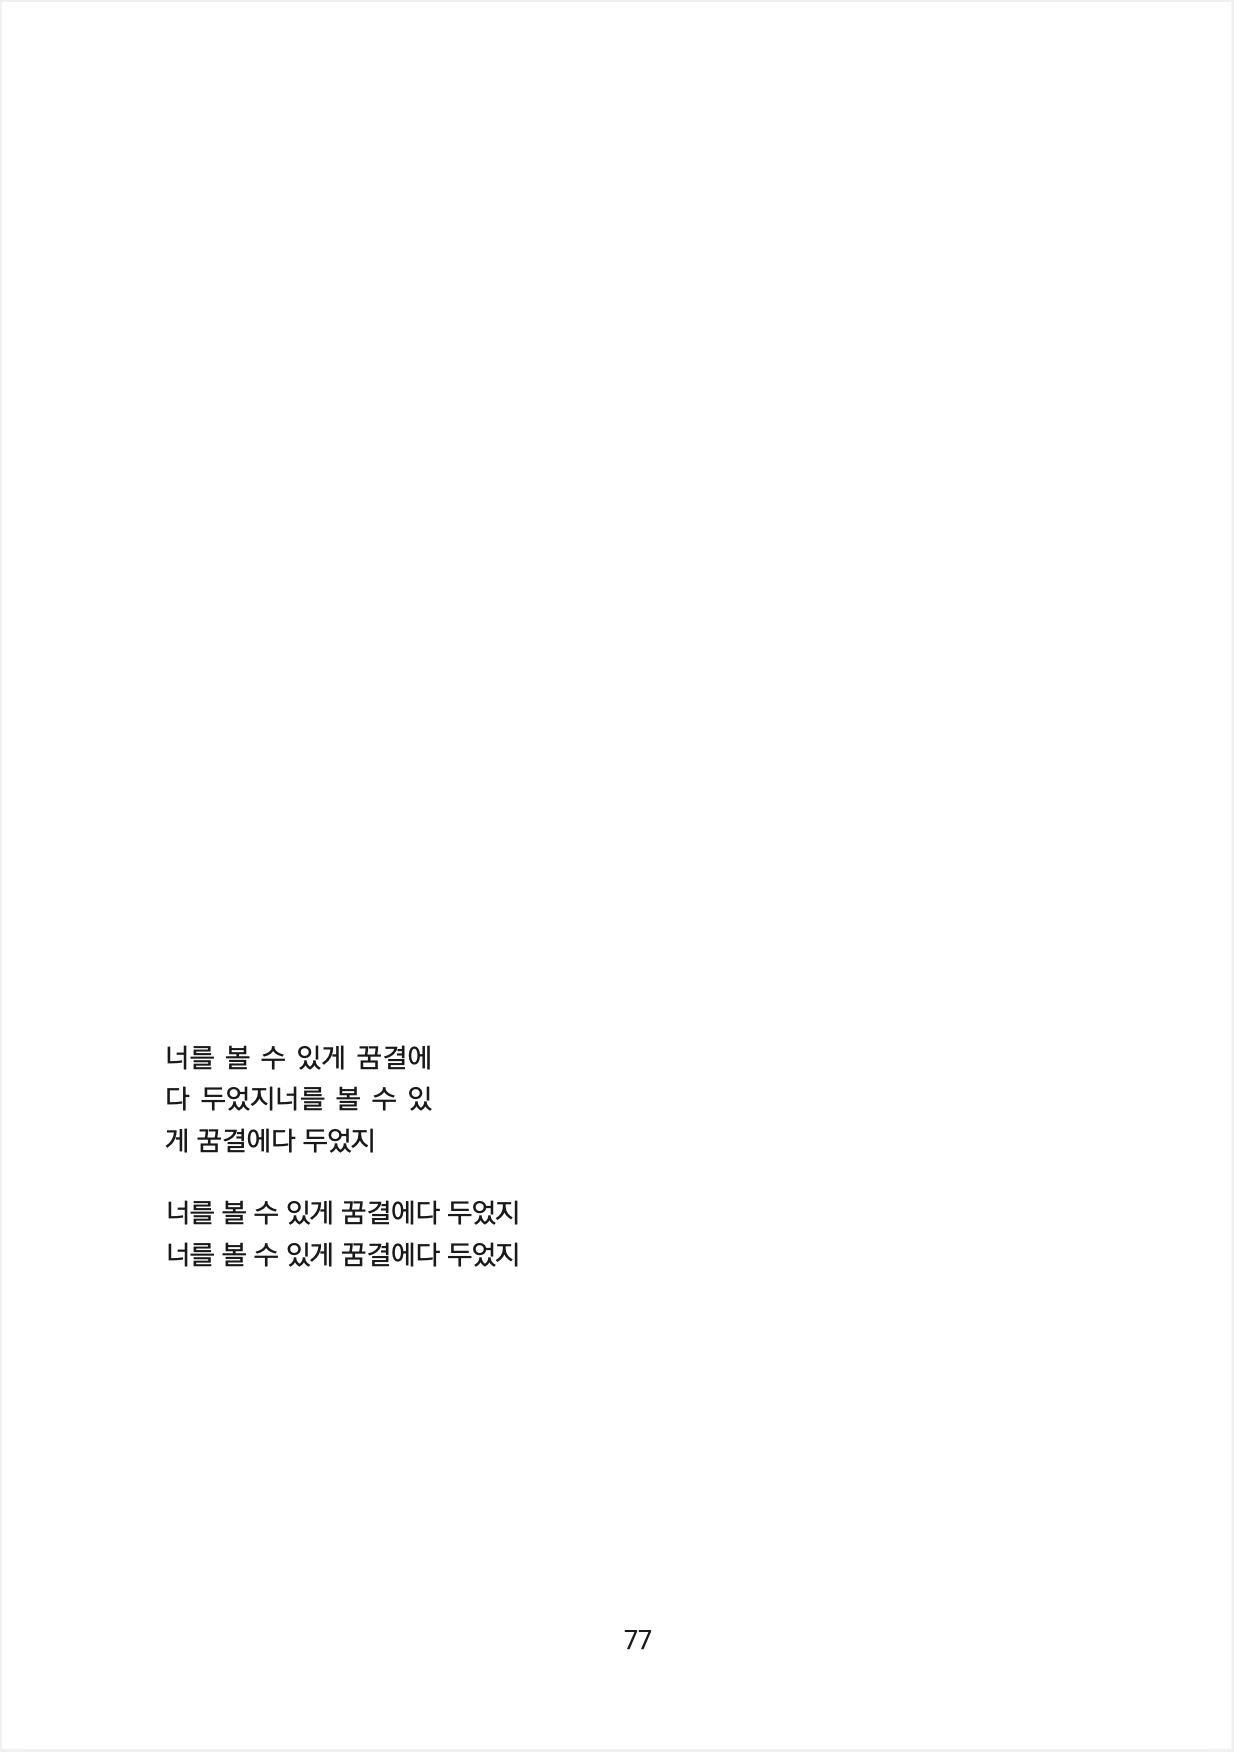 너를 볼 수 있게 꿈결에
다 두었지너를 볼 수 있
게 꿈결에다 두었지
너를 볼 수 있게 꿈결에다 두었지
너를 볼 수 있게 꿈결에다 두었지
77